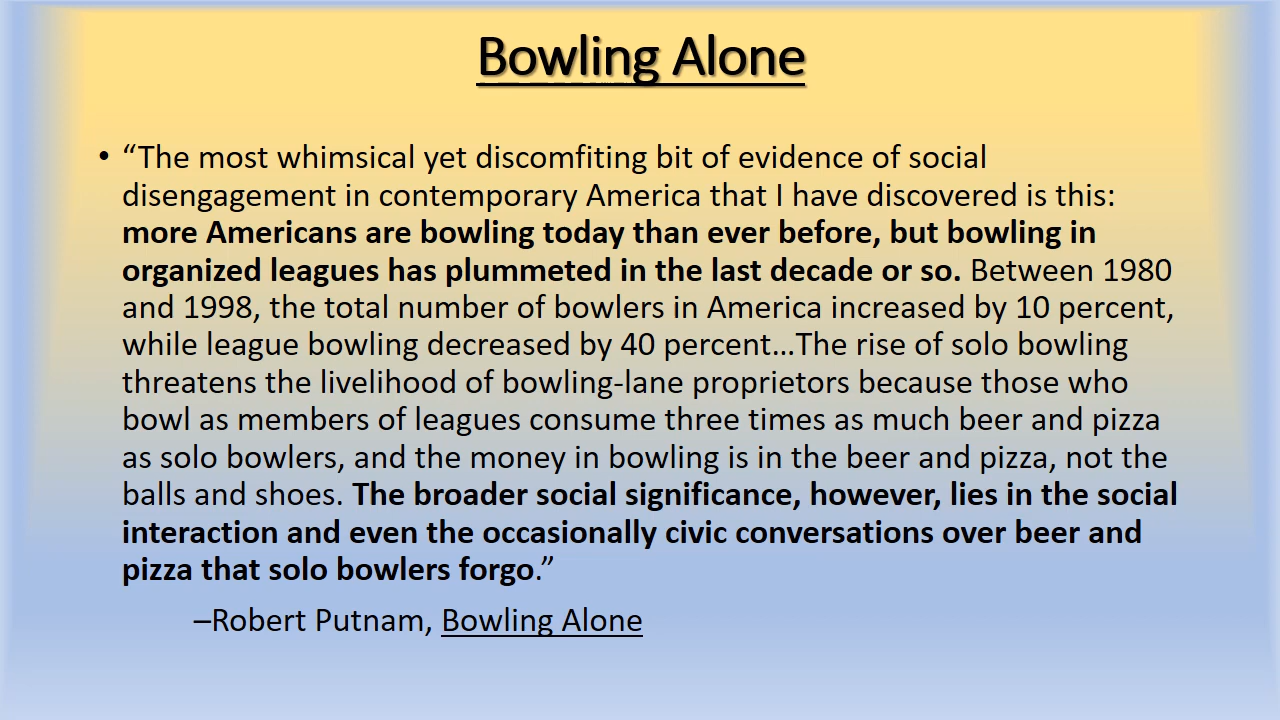 Bowling Alone
• “The most whimsical yet discomfiting bit of evidence of social
disengagement in contemporary America that I have discovered is this:
more Americans are bowling today than ever before, but bowling in
organized leagues has plummeted in the last decade or so. Between 1980
and 1998, the total number of bowlers in America increased by 10 percent,
while league bowling decreased by 40 percent…The rise of solo bowling
threatens the livelihood of bowling-lane proprietors because those who
bowl as members of leagues consume three times as much beer and pizza
as solo bowlers, and the money in bowling is in the beer and pizza, not the
balls and shoes. The broader social significance, however, lies in the social
interaction and even the occasionally civic conversations over beer and
pizza that solo bowlers forgo.”
–Robert Putnam, Bowling Alone